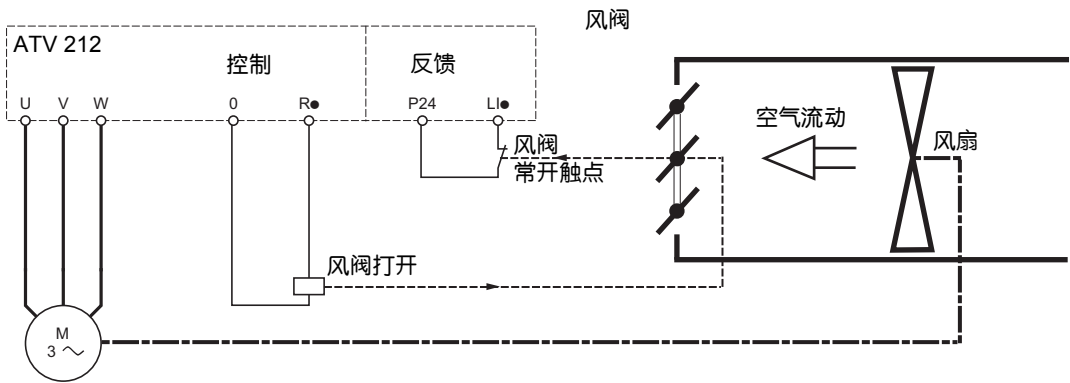 风阀
ATV 212
控制
反馈
U V W 0 R● P24 LI●
风阀
常开触点
空气流动
风扇
风阀打开
M
3 ~